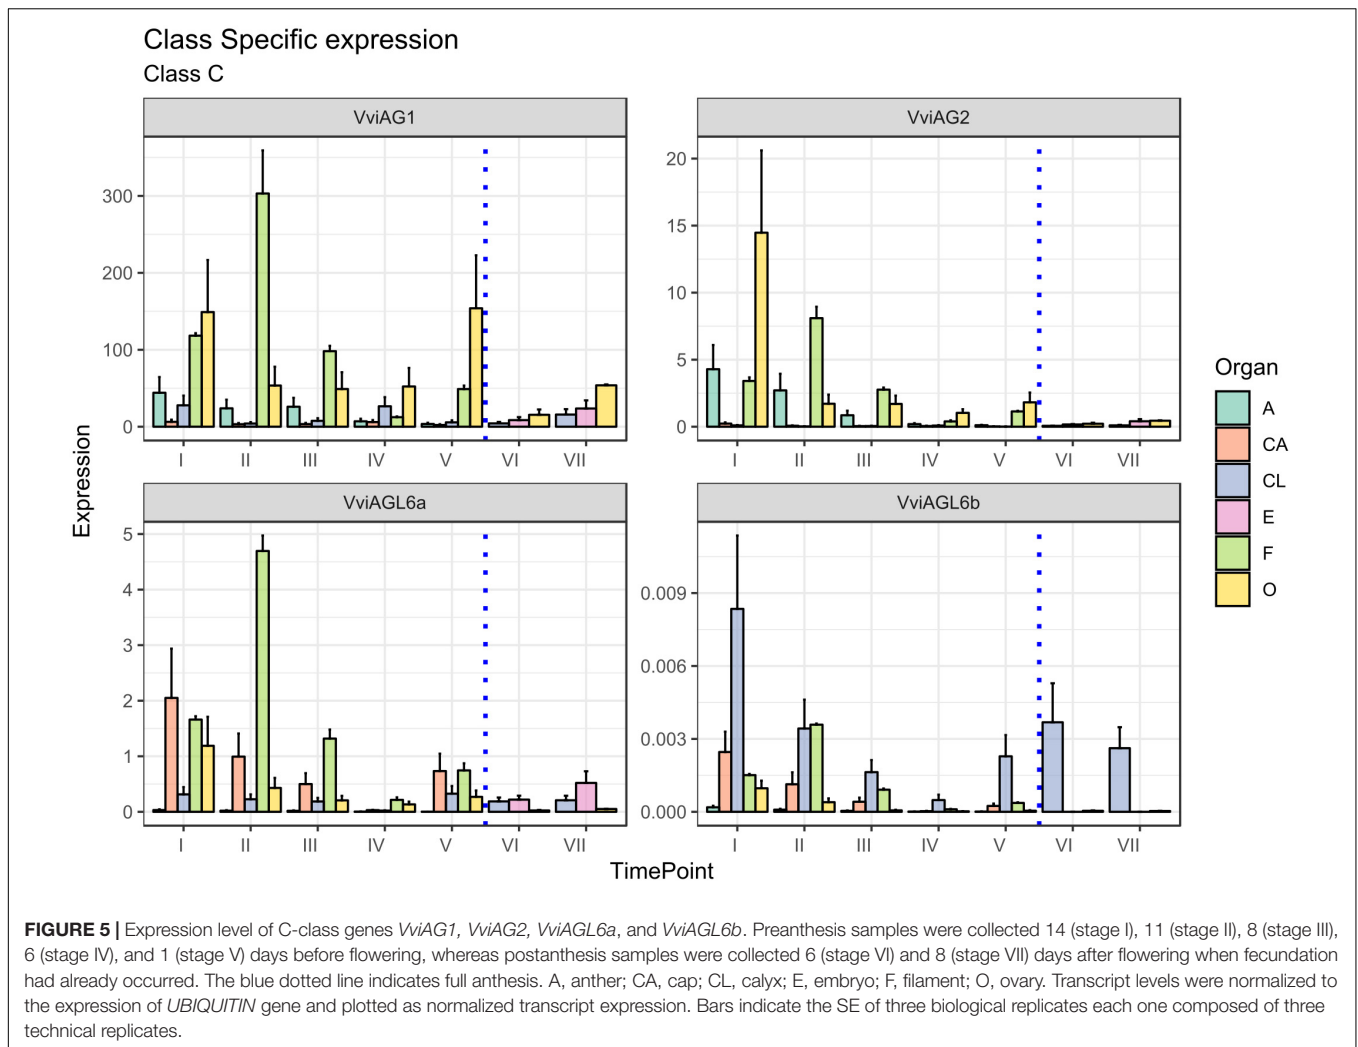 Class Specific expression
Class C
VviAG1
VviAG2
300
200
100
0
20
15
10
5
0
I II III IV V VI VII
I II III IV V VI VII
Expression
VviAGL6a
VviAGL6b
5
4
3
2
1
0
0.009
0.006
0.003
0.000
I II III IV V VI VII
I II III IV V VI VII
TimePoint
Organ
A
CA
CL
E
F
O
FIGURE 5 | Expression level of C-class genes VviAG1, VviAG2, VviAGL6a, and VviAGL6b. Preanthesis samples were collected 14 (stage I), 11 (stage II), 8 (stage III),
6 (stage IV), and 1 (stage V) days before flowering, whereas postanthesis samples were collected 6 (stage VI) and 8 (stage VII) days after flowering when fecundation
had already occurred. The blue dotted line indicates full anthesis. A, anther; CA, cap; CL, calyx; E, embryo; F, filament; O, ovary. Transcript levels were normalized to
the expression of UBIQUITIN gene and plotted as normalized transcript expression. Bars indicate the SE of three biological replicates each one composed of three
technical replicates.